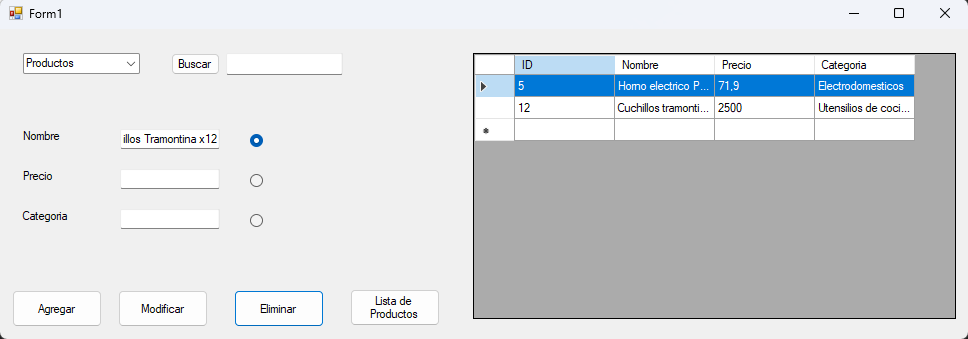 Form1
Productos
Buscar
Nombre
illos Tramontina x12
Precio
Categoria
Agregar
Modificar
Eliminar
Lista de
Productos
ID Nombre Precio Categoria
5 Horno electrico P... 71,9 Electrodomesticos
12 Cuchillos tramonti... 2500 Utensilios de coci...